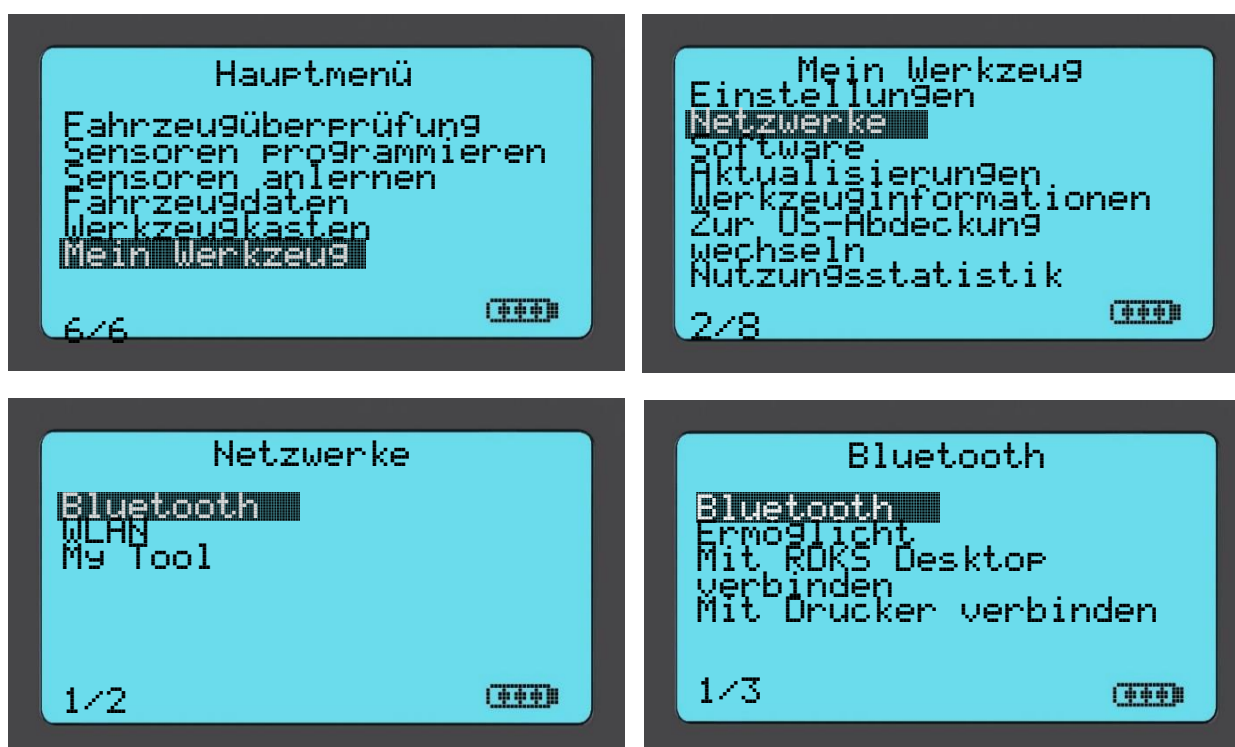 Hauptmenü
Fahrzeugüberprüfung
Sensoren programmieren
Sensoren anlernen
Fahrzeugdaten
Werkzeugkasten
Mein Werkzeug
6/6
Mein Werkzeug
Einstellungen
Netzwerke
Software
Aktualisierungen
Werkzeuginformationen
Zur OS-Abdeckung
wechseln
Nutzungsstatistik
2/8
Netzwerke
Bluetooth
WLAN
My Tool
1/2
Bluetooth
Bluetooth
Ermoglicht
Mit RDKS Desktop
verbinden
Mit Drucker verbinden
1/3